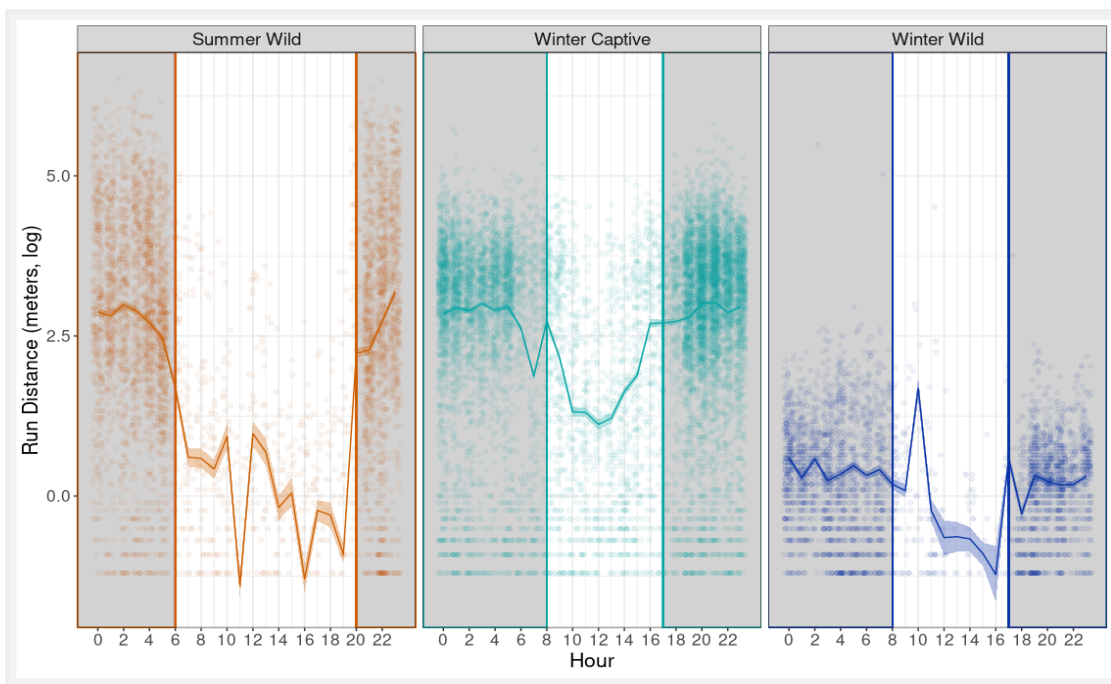 Summer Wild
Winter Captive
Winter Wild
Run Distance (meters, log)
5.0
2.5
0.0
0 2 4 6 8 10 12 14 16 18 20 22
0 2 4 6 8 10 12 14 16 18 20 22
0 2 4 6 8 10 12 14 16 18 20 22
Hour